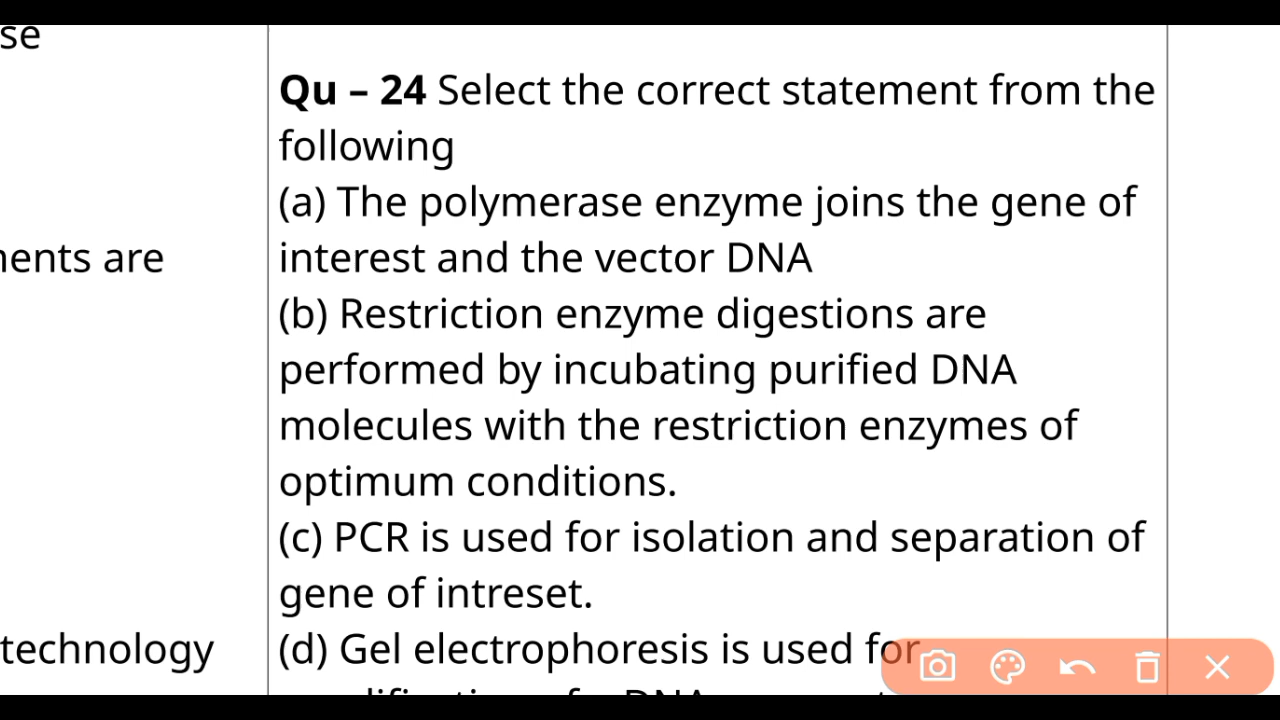 se
Qu – 24 Select the correct statement from the
following
(a) The polymerase enzyme joins the gene of
interest and the vector DNA
ents are
(b) Restriction enzyme digestions are
performed by incubating purified DNA
molecules with the restriction enzymes of
optimum conditions.
(c) PCR is used for isolation and separation of
gene of intreset.
technology
(d) Gel electrophoresis is used for
DNA